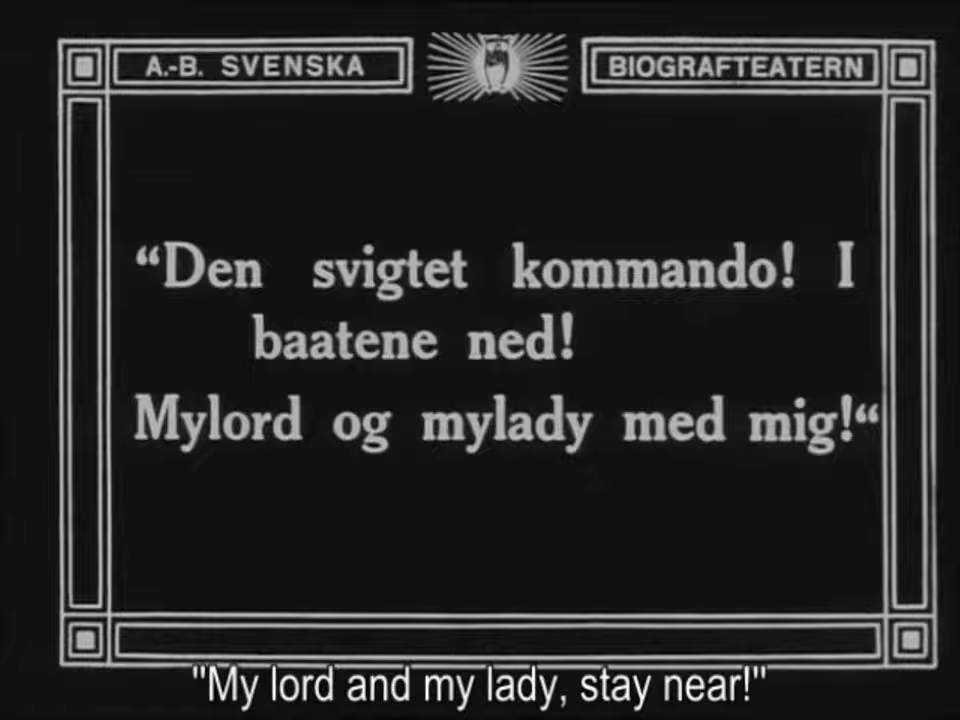 A.-B. SVENSKA BIOGRAFTEATERN
“Den svigtet kommando! I
baatene ned!
Mylord og mylady med mig!“
"My lord and my lady, stay near!"